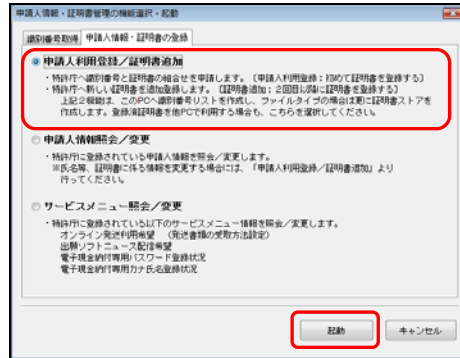 申請人情報・証明書管理の機能選択・起動
識別番号取得 申請人情報・証明書の登録
申請人利用登録／証明書追加
・特許庁へ識別番号と証明書の組合せを申請します。（申請人利用登録：初めて証明書を登録する）
・特許庁へ新しい証明書を追加登録します。（証明書追加：２回目以降に証明書を登録する）
上記２機能は、このPCへ識別番号リストを作成し、ファイルタイプの場合は更に証明書ストアを
作成します。登録済証明書を他PCで利用する場合も、こちらを選択してください。
申請人情報照会／変更
・特許庁に登録されている申請人情報を照会／変更します。
※氏名等、証明書に係る情報を変更する場合には、「申請人利用登録／証明書追加」より
行ってください。
サービスメニュー照会／変更
・特許庁に登録されている以下のサービスメニュー情報を照会／変更します。
オンライン発送利用希望　（発送書類の受取方法設定）
出願ソフトニュース配信希望
電子現金納付専用パスワード登録状況
電子現金納付専用カナ氏名登録状況
起動 キャンセル